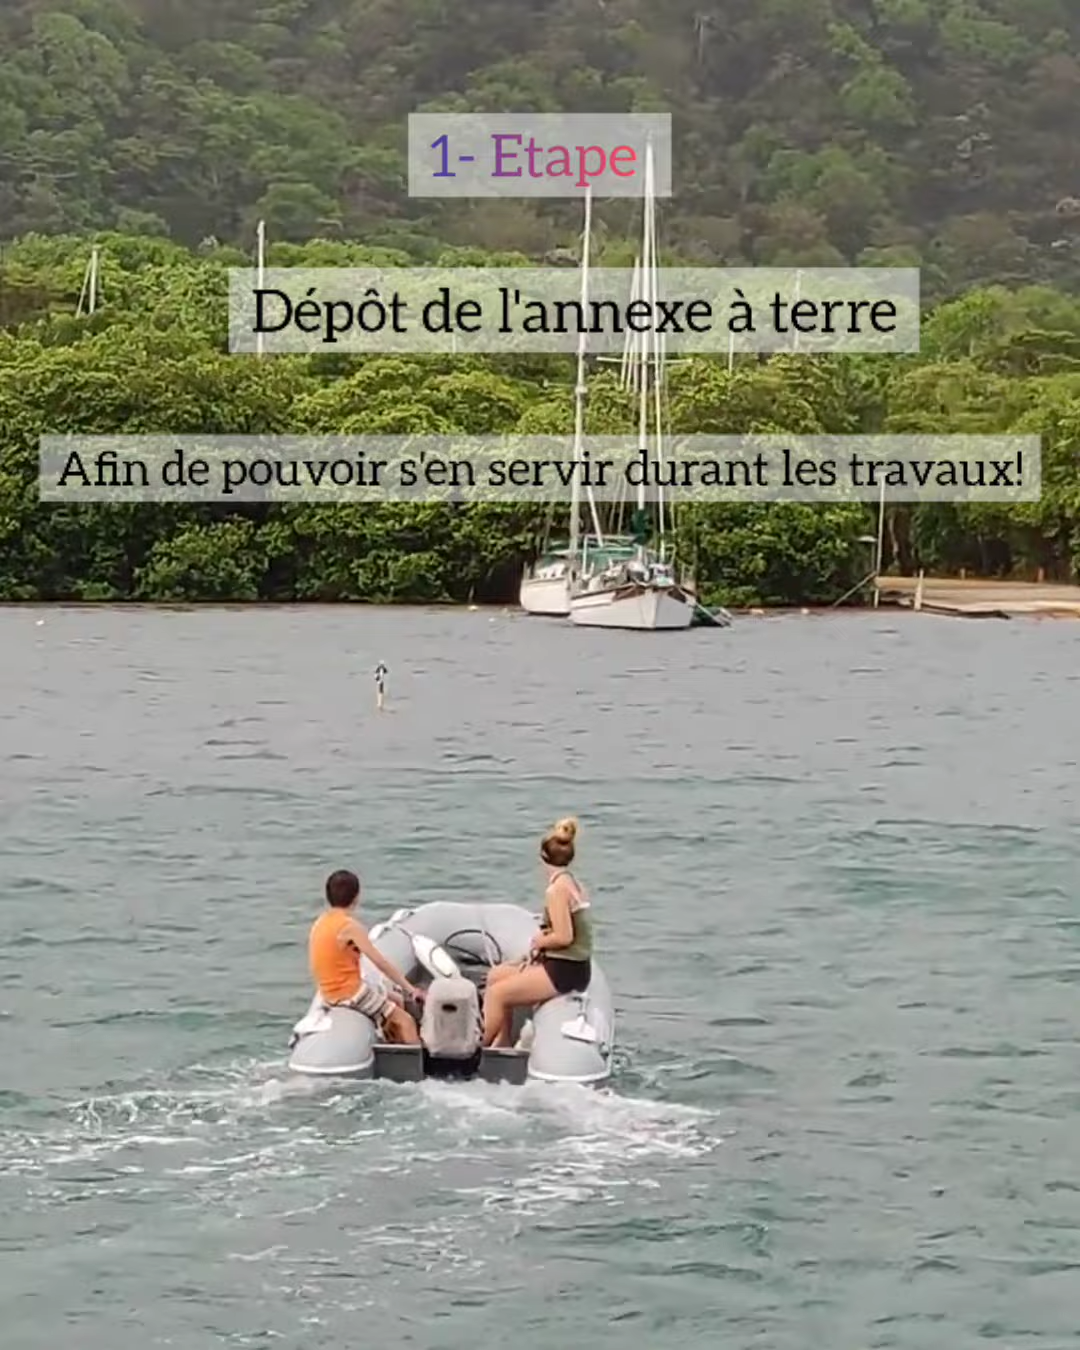 1- Etape
Dépôt de l'annexe à terre
Afin de pouvoir s'en servir durant les travaux!